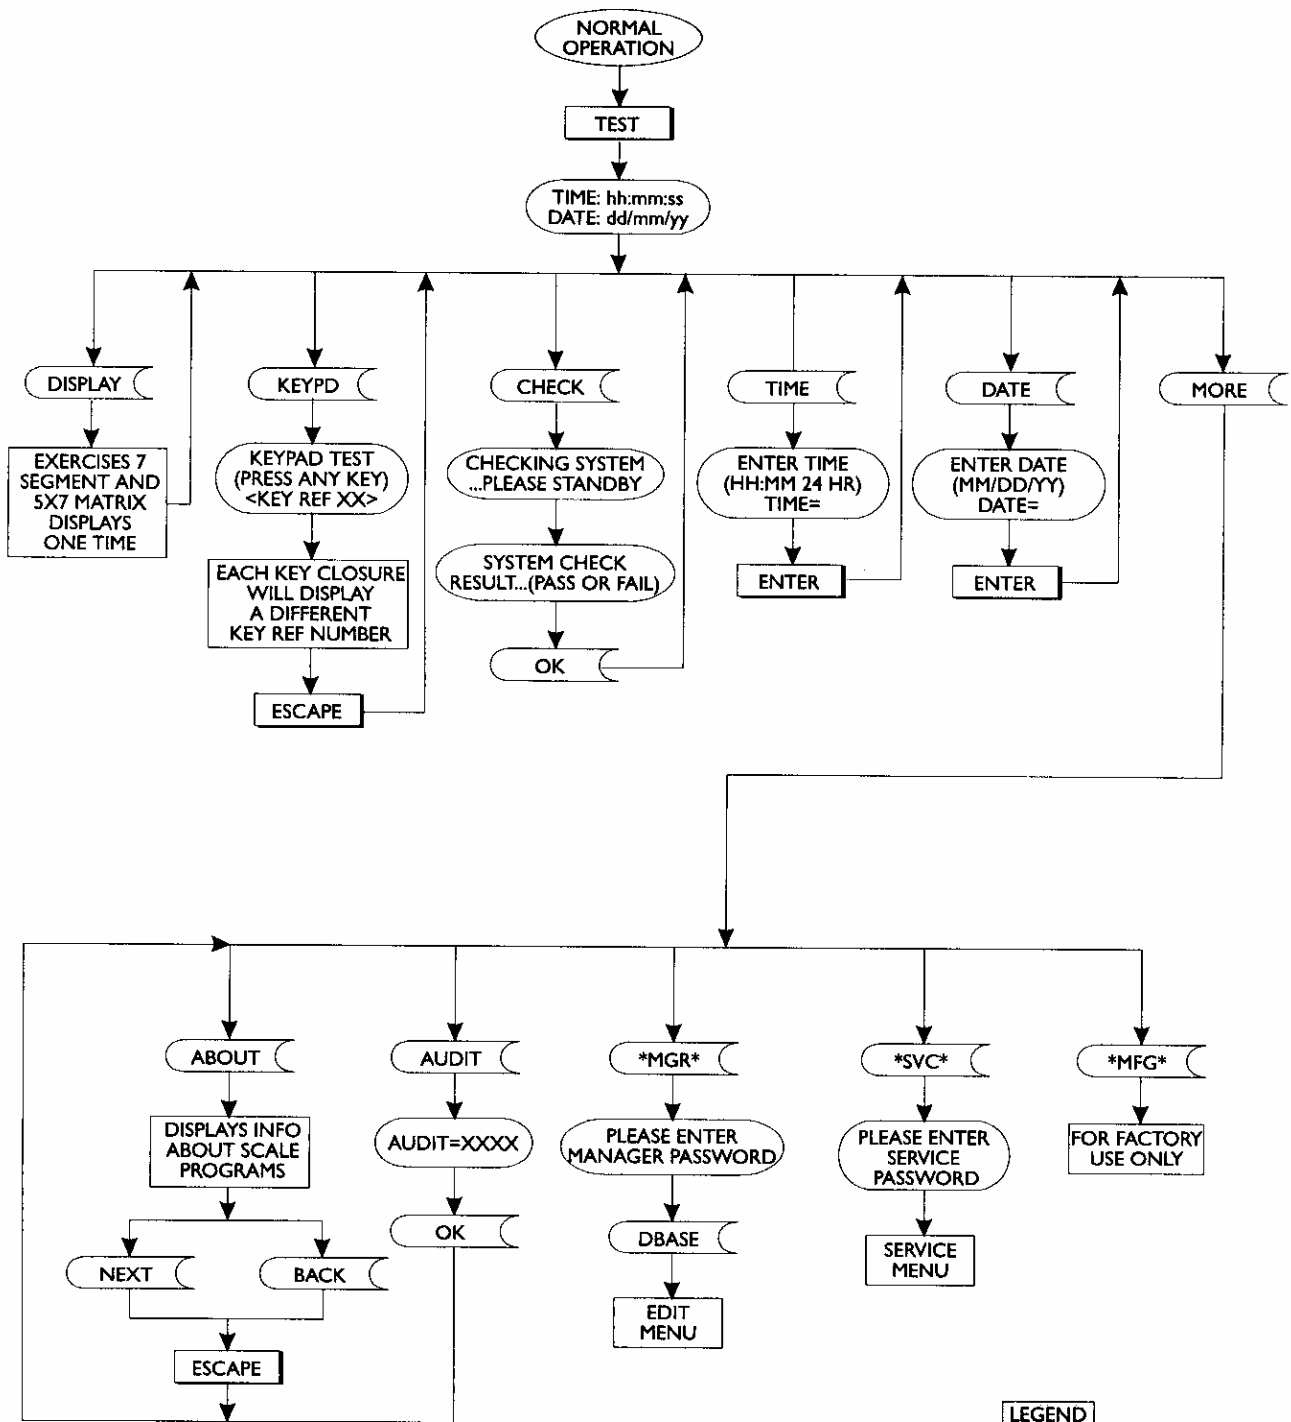 NORMAL
OPERATION
TEST
TIME: hh:mm:ss
DATE: dd/mm/yy
DISPLAY
EXERCISES 7
SEGMENT AND
5X7 MATRIX
DISPLAYS
ONE TIME
KEYPD
KEYPAD TEST
(PRESS ANY KEY)
<KEY REF XX>
EACH KEY CLOSURE
WILL DISPLAY
A DIFFERENT
KEY REF NUMBER
ESCAPE
CHECK
CHECKING SYSTEM
...PLEASE STANDBY
SYSTEM CHECK
RESULT...(PASS OR FAIL)
OK
TIME
ENTER TIME
(HH:MM 24 HR)
TIME=
ENTER
DATE
ENTER DATE
(MM/DD/YY)
DATE=
ENTER
MORE
ABOUT
DISPLAYS INFO
ABOUT SCALE
PROGRAMS
NEXT
BACK
ESCAPE
AUDIT
AUDIT=XXXX
OK
*MGR*
PLEASE ENTER
MANAGER PASSWORD
DBASE
EDIT
MENU
*SVC*
PLEASE ENTER
SERVICE
PASSWORD
SERVICE
MENU
*MFG*
FOR FACTORY
USE ONLY
LEGEND